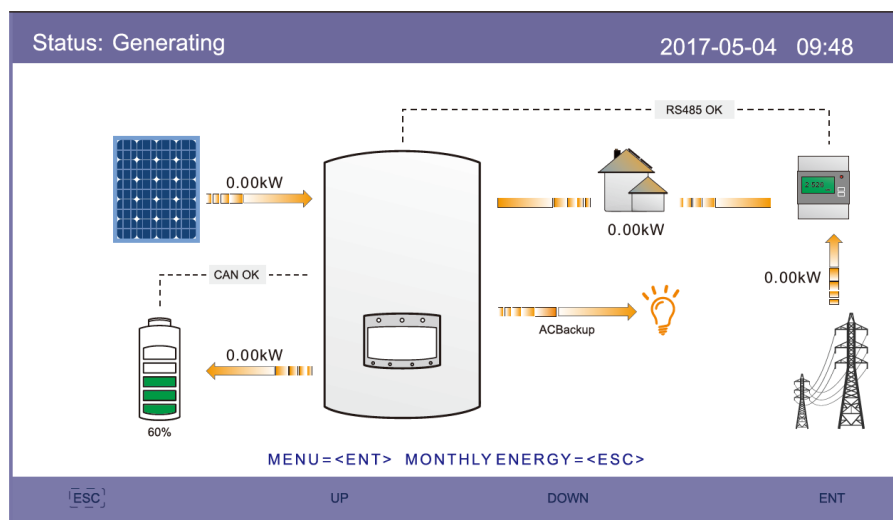 Status: Generating
2017-05-04 09:48
RS485 OK
0.00kW
0.00kW
0.00kW
CAN OK
ACBackup
0.00kW
60%
MENU=<ENT> MONTHLY ENERGY=<ESC>
ESC UP DOWN ENT